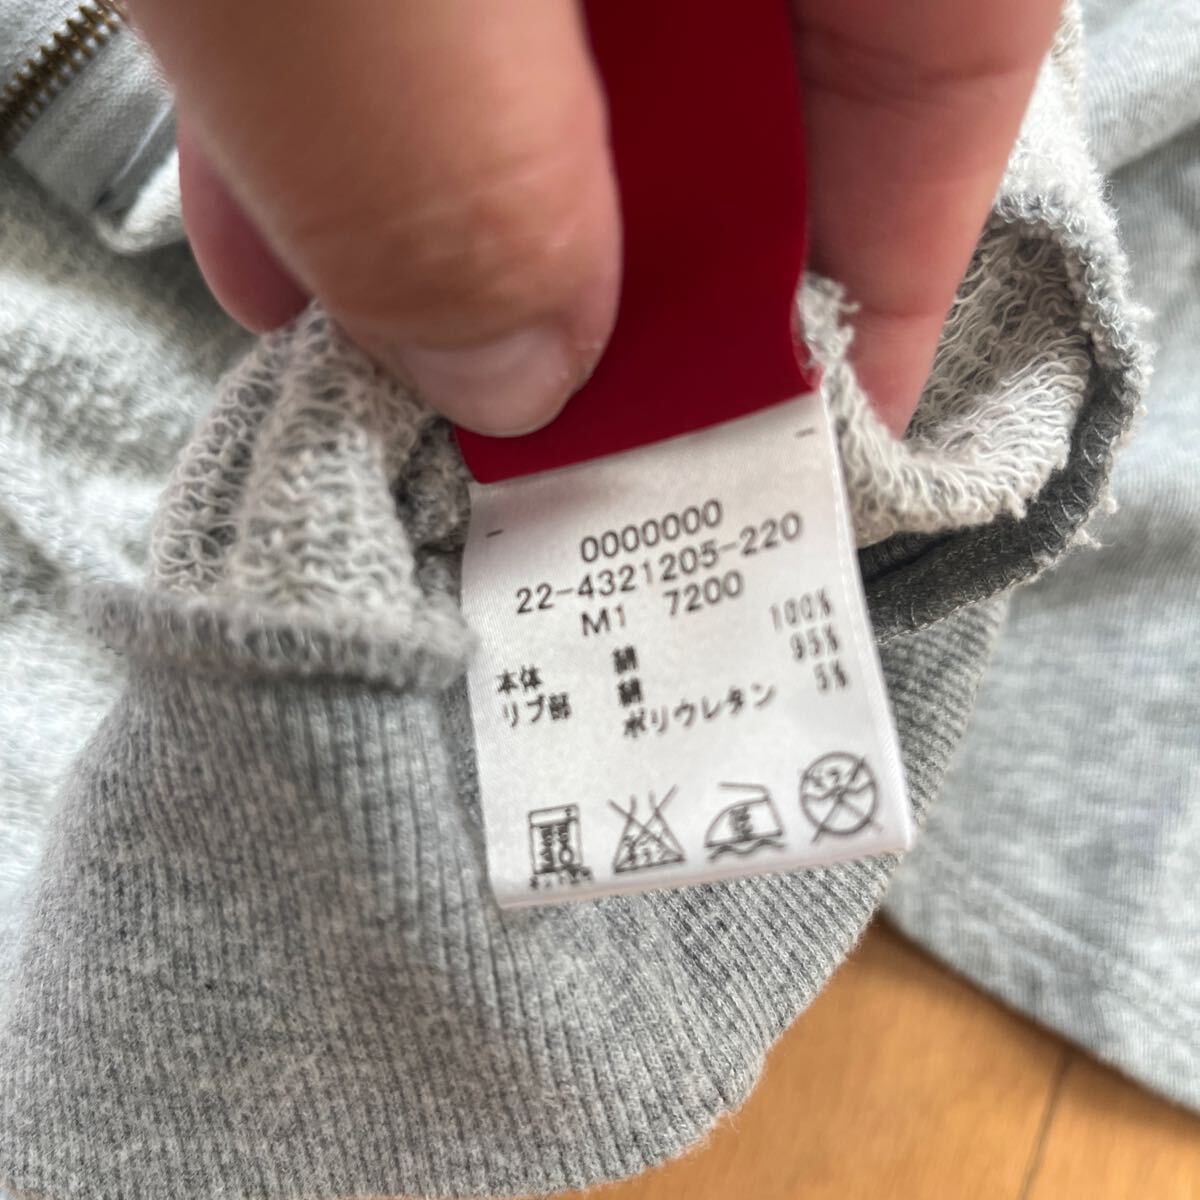 0000000
22-4321205-220
M1 7200
本体 綿 100%
リブ部 綿 95%
ポリウレタン 5%